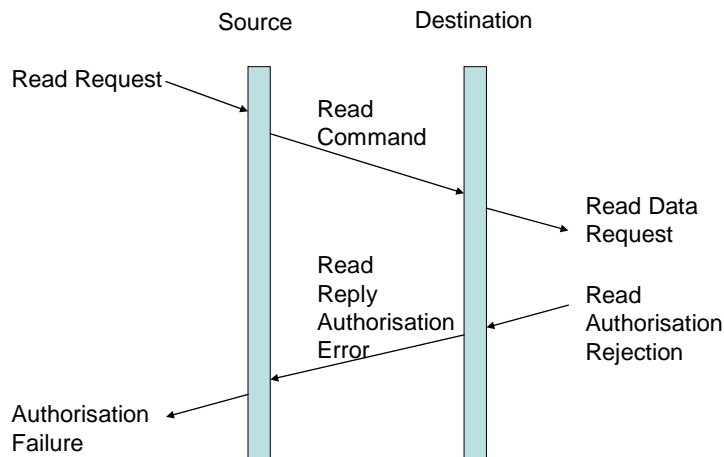 Source
Destination
Read Request
Read
Command
Read Data
Request
Read
Reply
Authorisation
Error
Read
Authorisation
Rejection
Authorisation
Failure